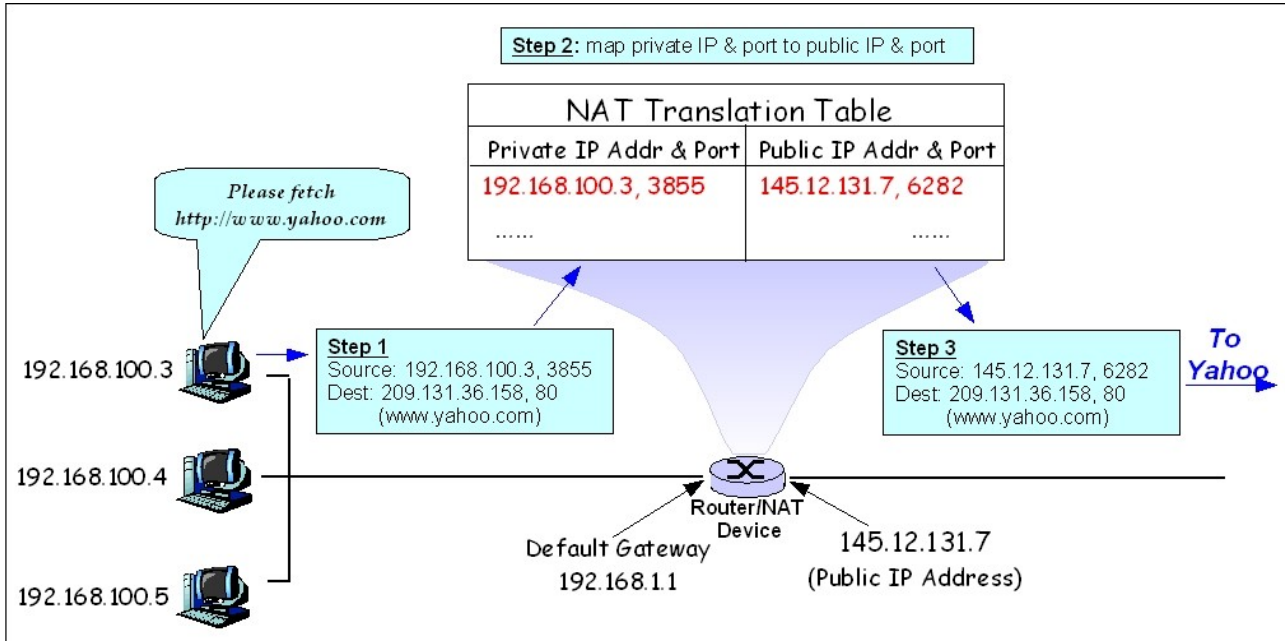 Step 2: map private IP & port to public IP & port
NAT Translation Table
Private IP Addr & Port
Public IP Addr & Port
192.168.100.3, 3855
145.12.131.7, 6282
......
......
Please fetch
http://www.yahoo.com
192.168.100.3
Step 1
Source: 192.168.100.3, 3855
Dest: 209.131.36.158, 80
(www.yahoo.com)
Step 3
Source: 145.12.131.7, 6282
Dest: 209.131.36.158, 80
(www.yahoo.com)
To
Yahoo
192.168.100.4
Router/NAT
Device
Default Gateway
192.168.1.1
145.12.131.7
(Public IP Address)
192.168.100.5